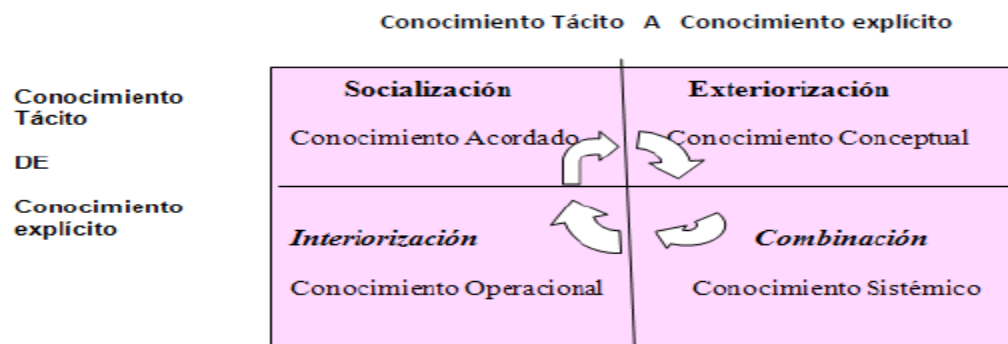 Conocimiento Tácito A Conocimiento explícito
Conocimiento
Tácito
DE
Conocimiento
explícito
Socialización
Conocimiento Acordado
Exteriorización
Conocimiento Conceptual
Interiorización
Conocimiento Operacional
Combinación
Conocimiento Sistémico